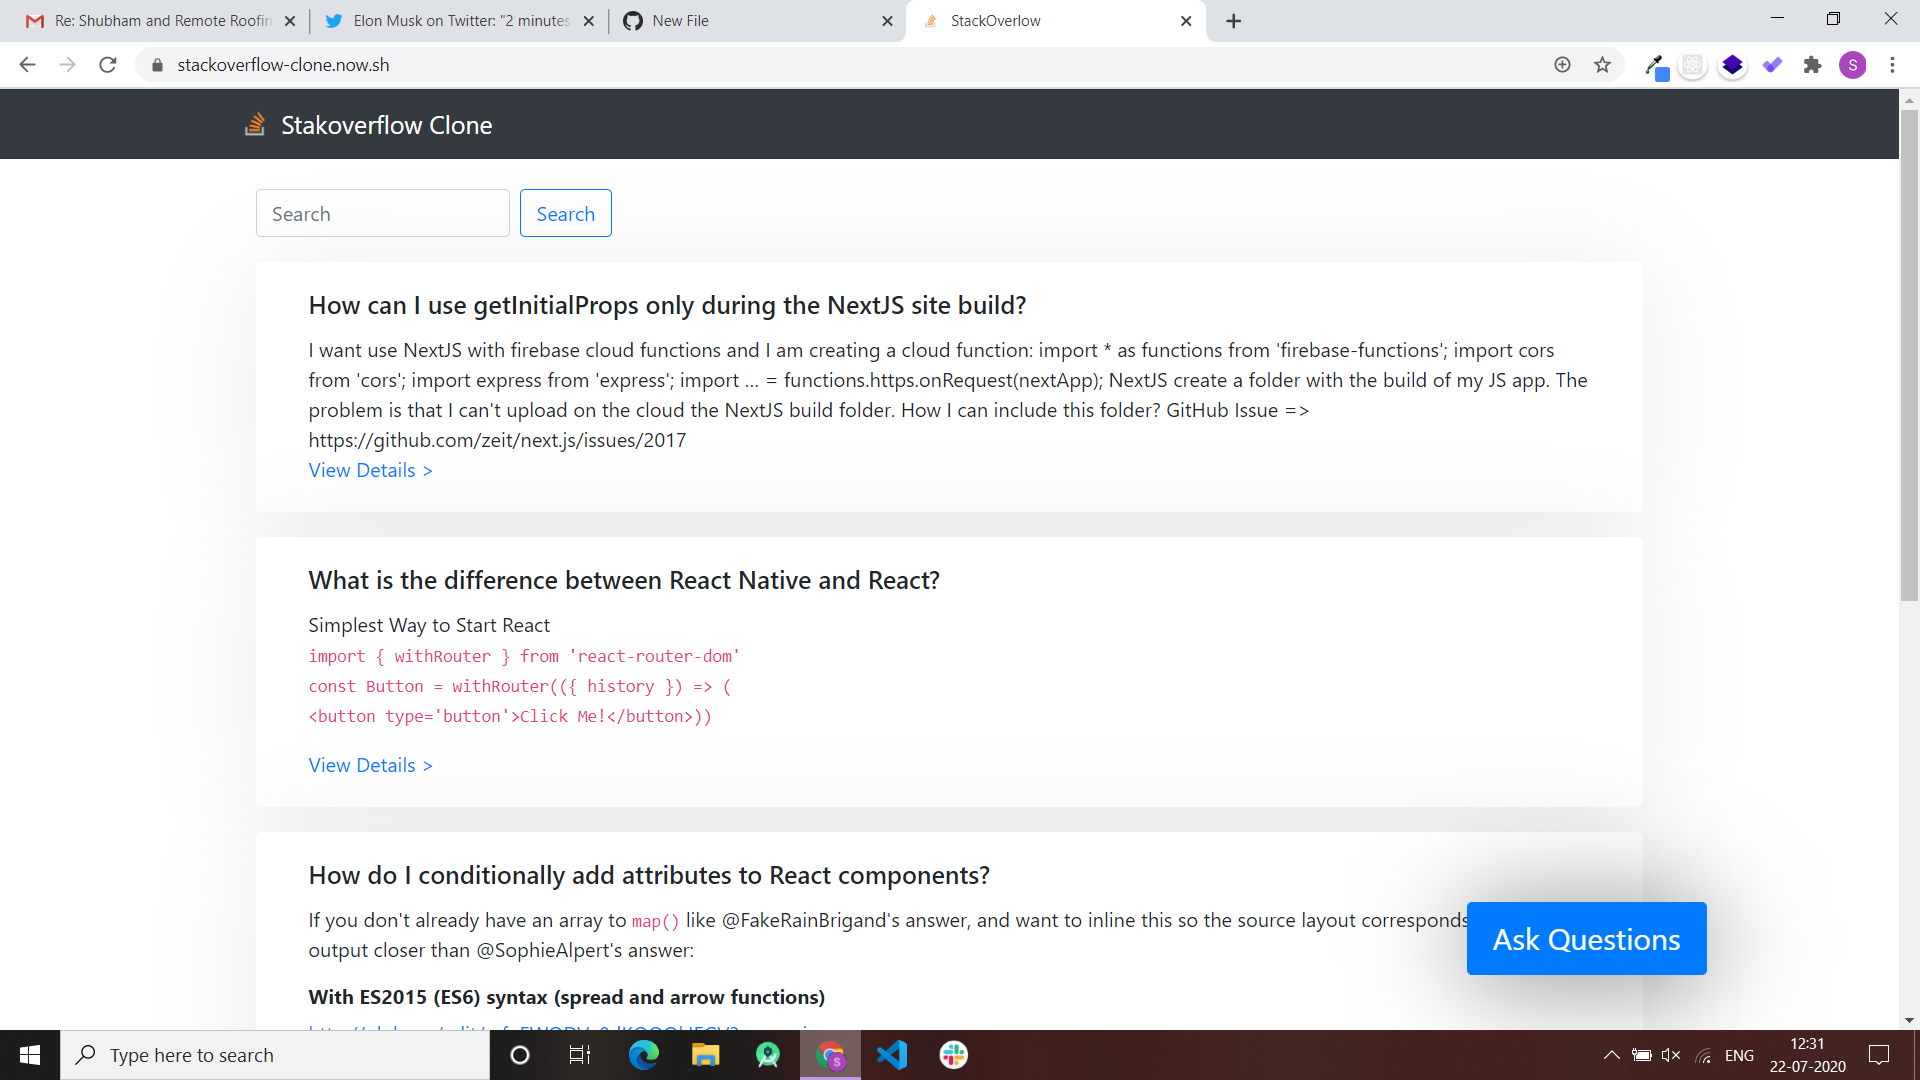 Re: Shubham and Remote Roofin
Elon Musk on Twitter: "2 minutes
New File
StackOverlow
stackoverflow-clone.now.sh
S
Stakoverflow Clone
Search
Search
How can I use getInitialProps only during the NextJS site build?
I want use NextJS with firebase cloud functions and I am creating a cloud function: import * as functions from 'firebase-functions'; import cors
from 'cors'; import express from 'express'; import ... = functions.https.onRequest(nextApp); NextJS create a folder with the build of my JS app. The
problem is that I can't upload on the cloud the NextJS build folder. How I can include this folder? GitHub Issue =>
https://github.com/zeit/next.js/issues/2017
View Details >
What is the difference between React Native and React?
Simplest Way to Start React
import { withRouter } from 'react-router-dom'
const Button = withRouter(({ history }) => (
<button type='button'>Click Me!</button>))
View Details >
How do I conditionally add attributes to React components?
If you don't already have an array to map() like @FakeRainBrigand's answer, and want to inline this so the source layout corresponds
output closer than @SophieAlpert's answer:
Ask Questions
With ES2015 (ES6) syntax (spread and arrow functions)
Type here to search
S
ENG
12:31
22-07-2020